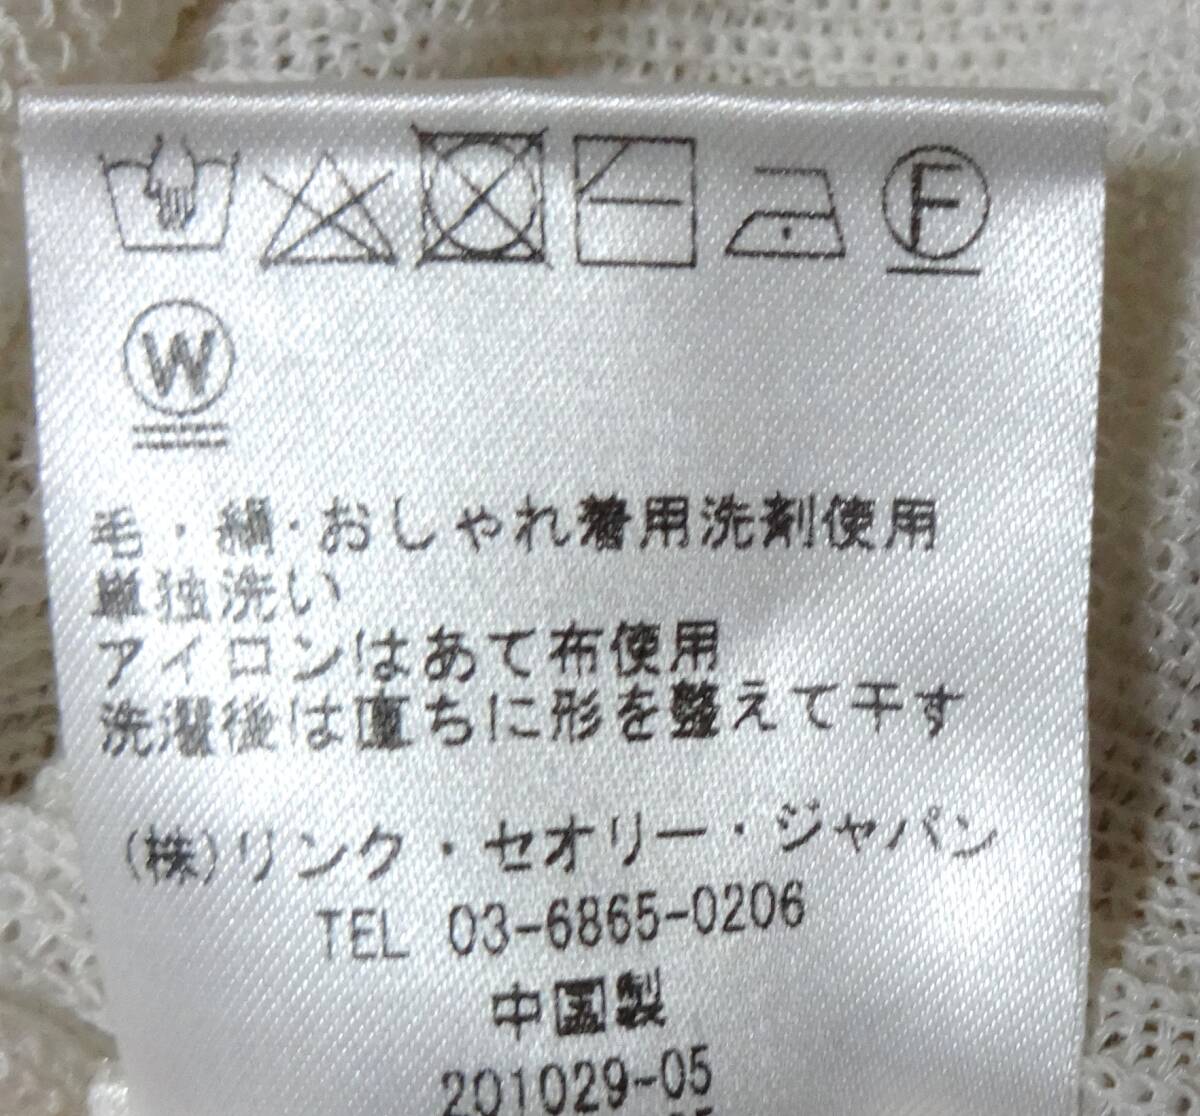 F
W
毛・絹・おしゃれ着用洗剤使用
単独洗い
アイロンはあて布使用
洗濯後は直ちに形を整えて干す
(株)リンク・セオリー・ジャパン
TEL 03-6865-0206
中国製
201029-05